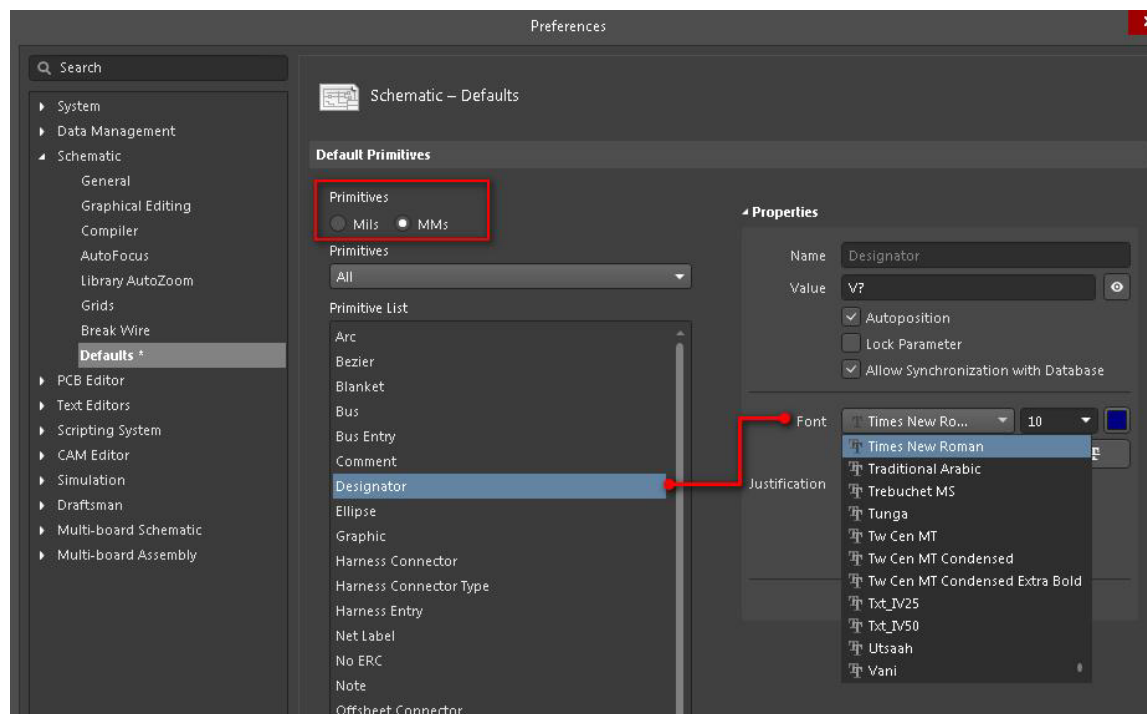 Preferences
Search
System
Data Management
Schematic
General
Graphical Editing
Compiler
AutoFocus
Library AutoZoom
Grids
Break Wire
Defaults *
PCB Editor
Text Editors
Scripting System
CAM Editor
Simulation
Draftsman
Multi-board Schematic
Multi-board Assembly
Schematic – Defaults
Default Primitives
Primitives
Mils MMs
Primitives
All
Primitive List
Arc
Bezier
Blanket
Bus
Bus Entry
Comment
Designator
Ellipse
Graphic
Harness Connector
Harness Connector Type
Harness Entry
Net Label
No ERC
Note
Offsheet Connector
Properties
Name Designator
Value V?
Autoposition
Lock Parameter
Allow Synchronization with Database
Font Times New Ro... 10
Times New Roman
Traditional Arabic
Justification
Trebuchet MS
Tunga
Tw Cen MT
Tw Cen MT Condensed
Tw Cen MT Condensed Extra Bold
Txt_IV25
Txt_IV50
Utsaah
Vani